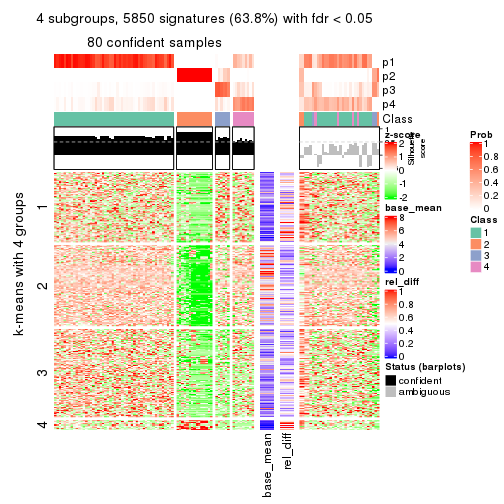 4 subgroups, 5850 signatures (63.8%) with fdr < 0.05
80 confident samples
p1
p2
p3
p4
Class
1
Silhouette
score
k-means with 4 groups
1
2
3
4
base_mean
rel_diff
z-score
2
1
0
-1
-2
base_mean
8
6
4
2
0
rel_diff
1
0.8
0.6
0.4
0.2
0
Status (barplots)
confident
ambiguous
Prob
1
0.8
0.6
0.4
0.2
0
Class
1
2
3
4